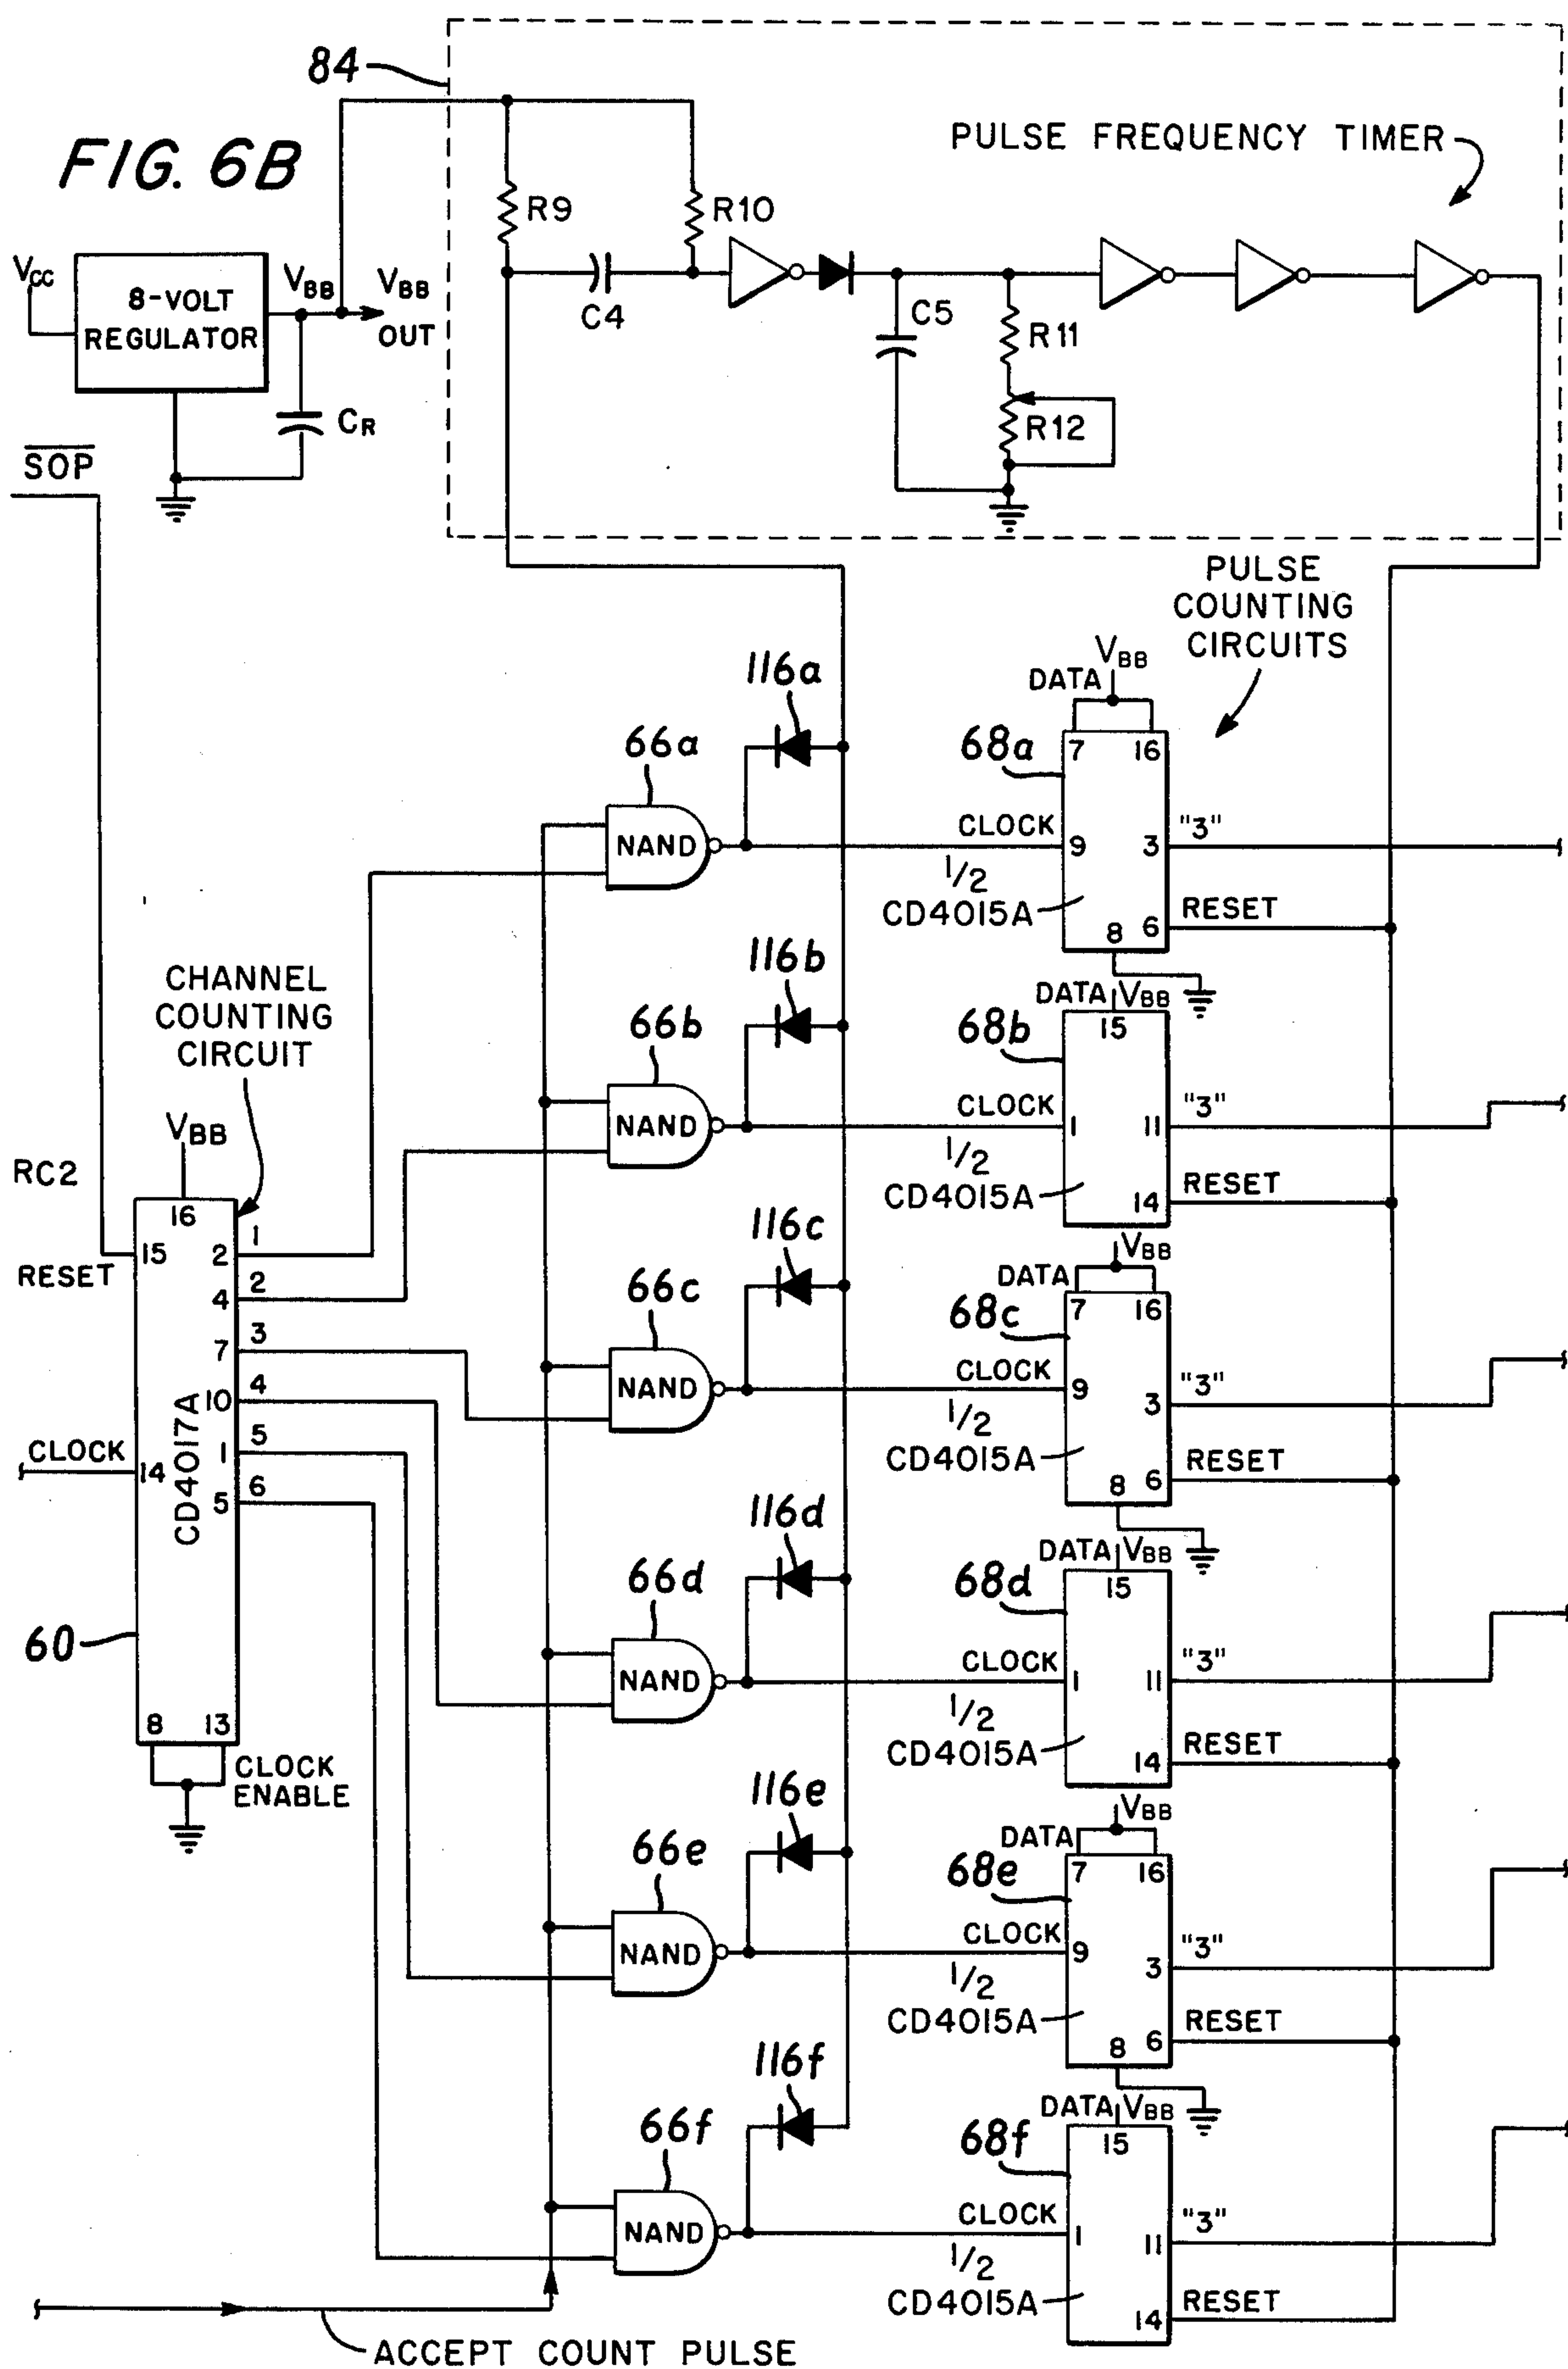 84
FIG. 6B
PULSE FREQUENCY TIMER
R9
R10
C4
C5
R11
R12
VCC
8-VOLT
REGULATOR
VBB
VBB
OUT
CR
SOP
PULSE
COUNTING
CIRCUITS
116a
66a
NAND
VBB
DATA
68a
7 16
CLOCK
9 3 "3"
1/2
CD4015A
8 6 RESET
CHANNEL
COUNTING
CIRCUIT
116b
66b
NAND
DATA VBB
68b
15
CLOCK
1 11 "3"
1/2
CD4015A
14 RESET
VBB
RC2
16
15
RESET
2 1
4 2
7 3
10 4
1 5
5 6
CLOCK
14
CD4017A
60
8 13
CLOCK
ENABLE
116c
66c
NAND
VBB
DATA
68c
7 16
CLOCK
9 3 "3"
1/2
CD4015A
8 6 RESET
116d
66d
NAND
DATA VBB
68d
15
CLOCK
1 11 "3"
1/2
CD4015A
14 RESET
116e
66e
NAND
VBB
DATA
68e
7 16
CLOCK
9 3 "3"
1/2
CD4015A
8 6 RESET
116f
66f
NAND
DATA VBB
68f
15
CLOCK
1 11 "3"
1/2
CD4015A
14 RESET
ACCEPT COUNT PULSE